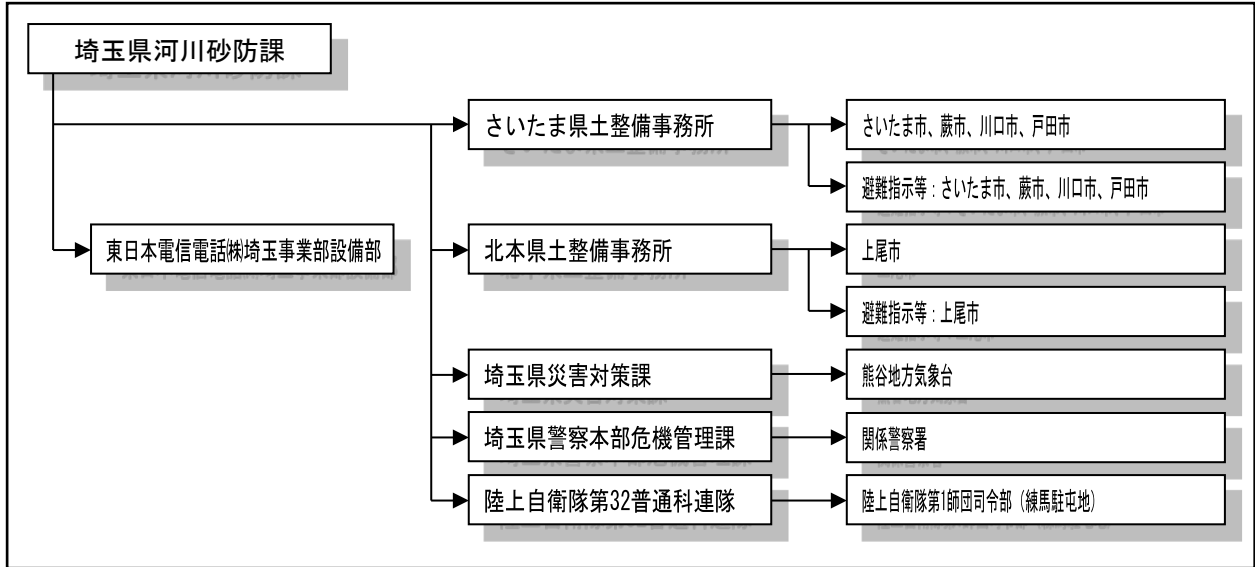 埼玉県河川砂防課
さいたま県土整備事務所
さいたま市、蕨市、川口市、戸田市
避難指示等：さいたま市、蕨市、川口市、戸田市
東日本電信電話㈱埼玉事業部設備部
北本県土整備事務所
上尾市
避難指示等：上尾市
埼玉県災害対策課
熊谷地方気象台
埼玉県警察本部危機管理課
関係警察署
陸上自衛隊第32普通科連隊
陸上自衛隊第1師団司令部（練馬駐屯地）